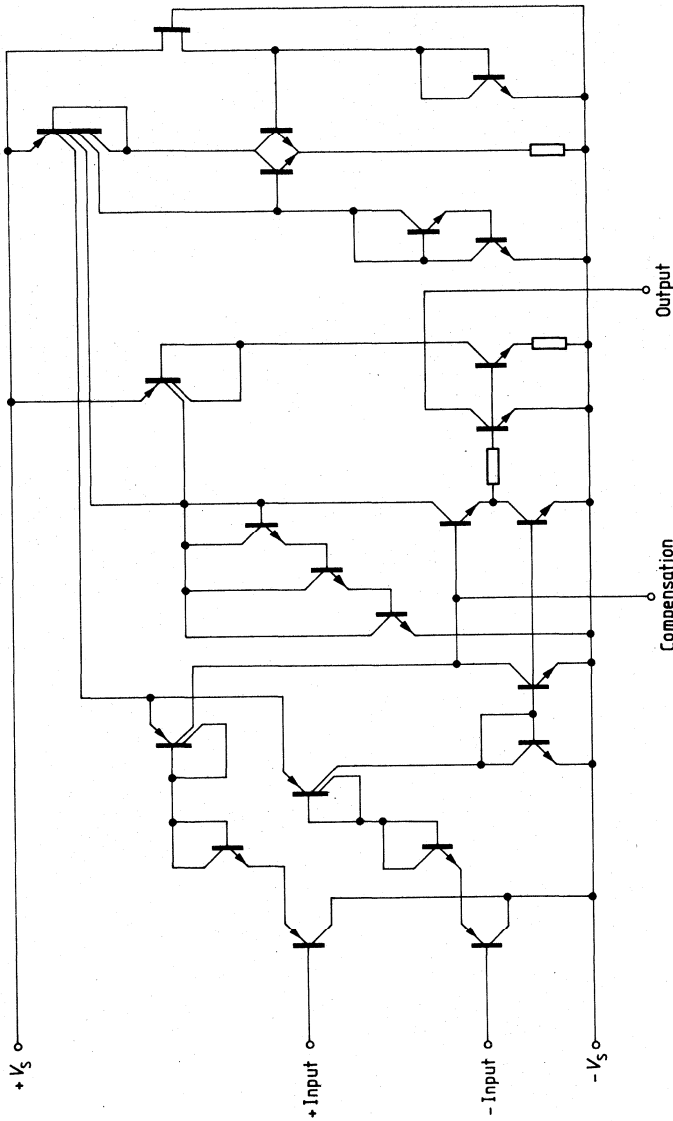 + Vs
+ Input
- Input
- Vs
Compensation
Output